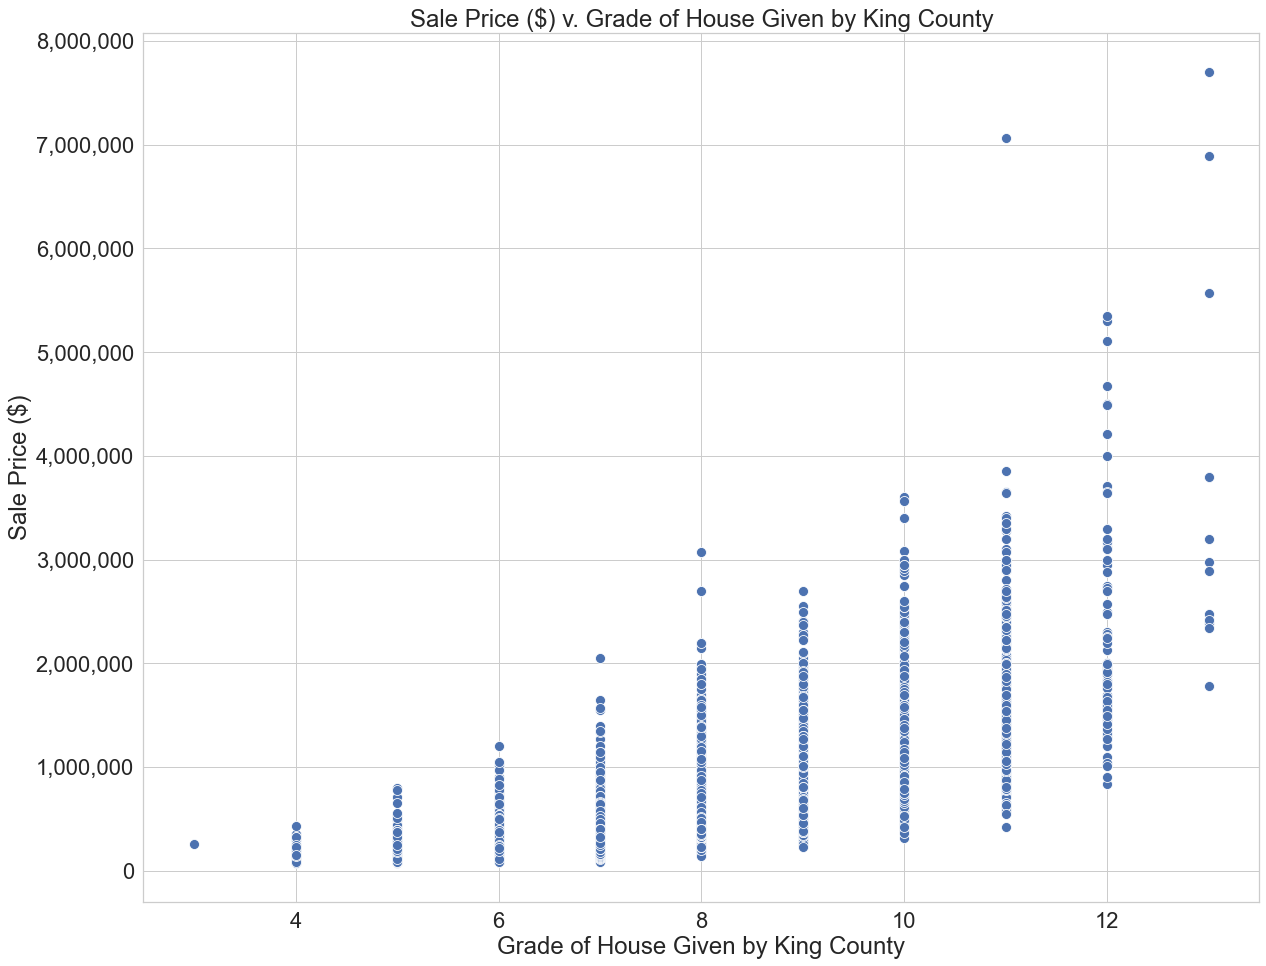 Sale Price ($) v. Grade of House Given by King County
8,000,000
7,000,000
6,000,000
5,000,000
4,000,000
3,000,000
2,000,000
1,000,000
0
Sale Price ($)
4 6 8 10 12
Grade of House Given by King County